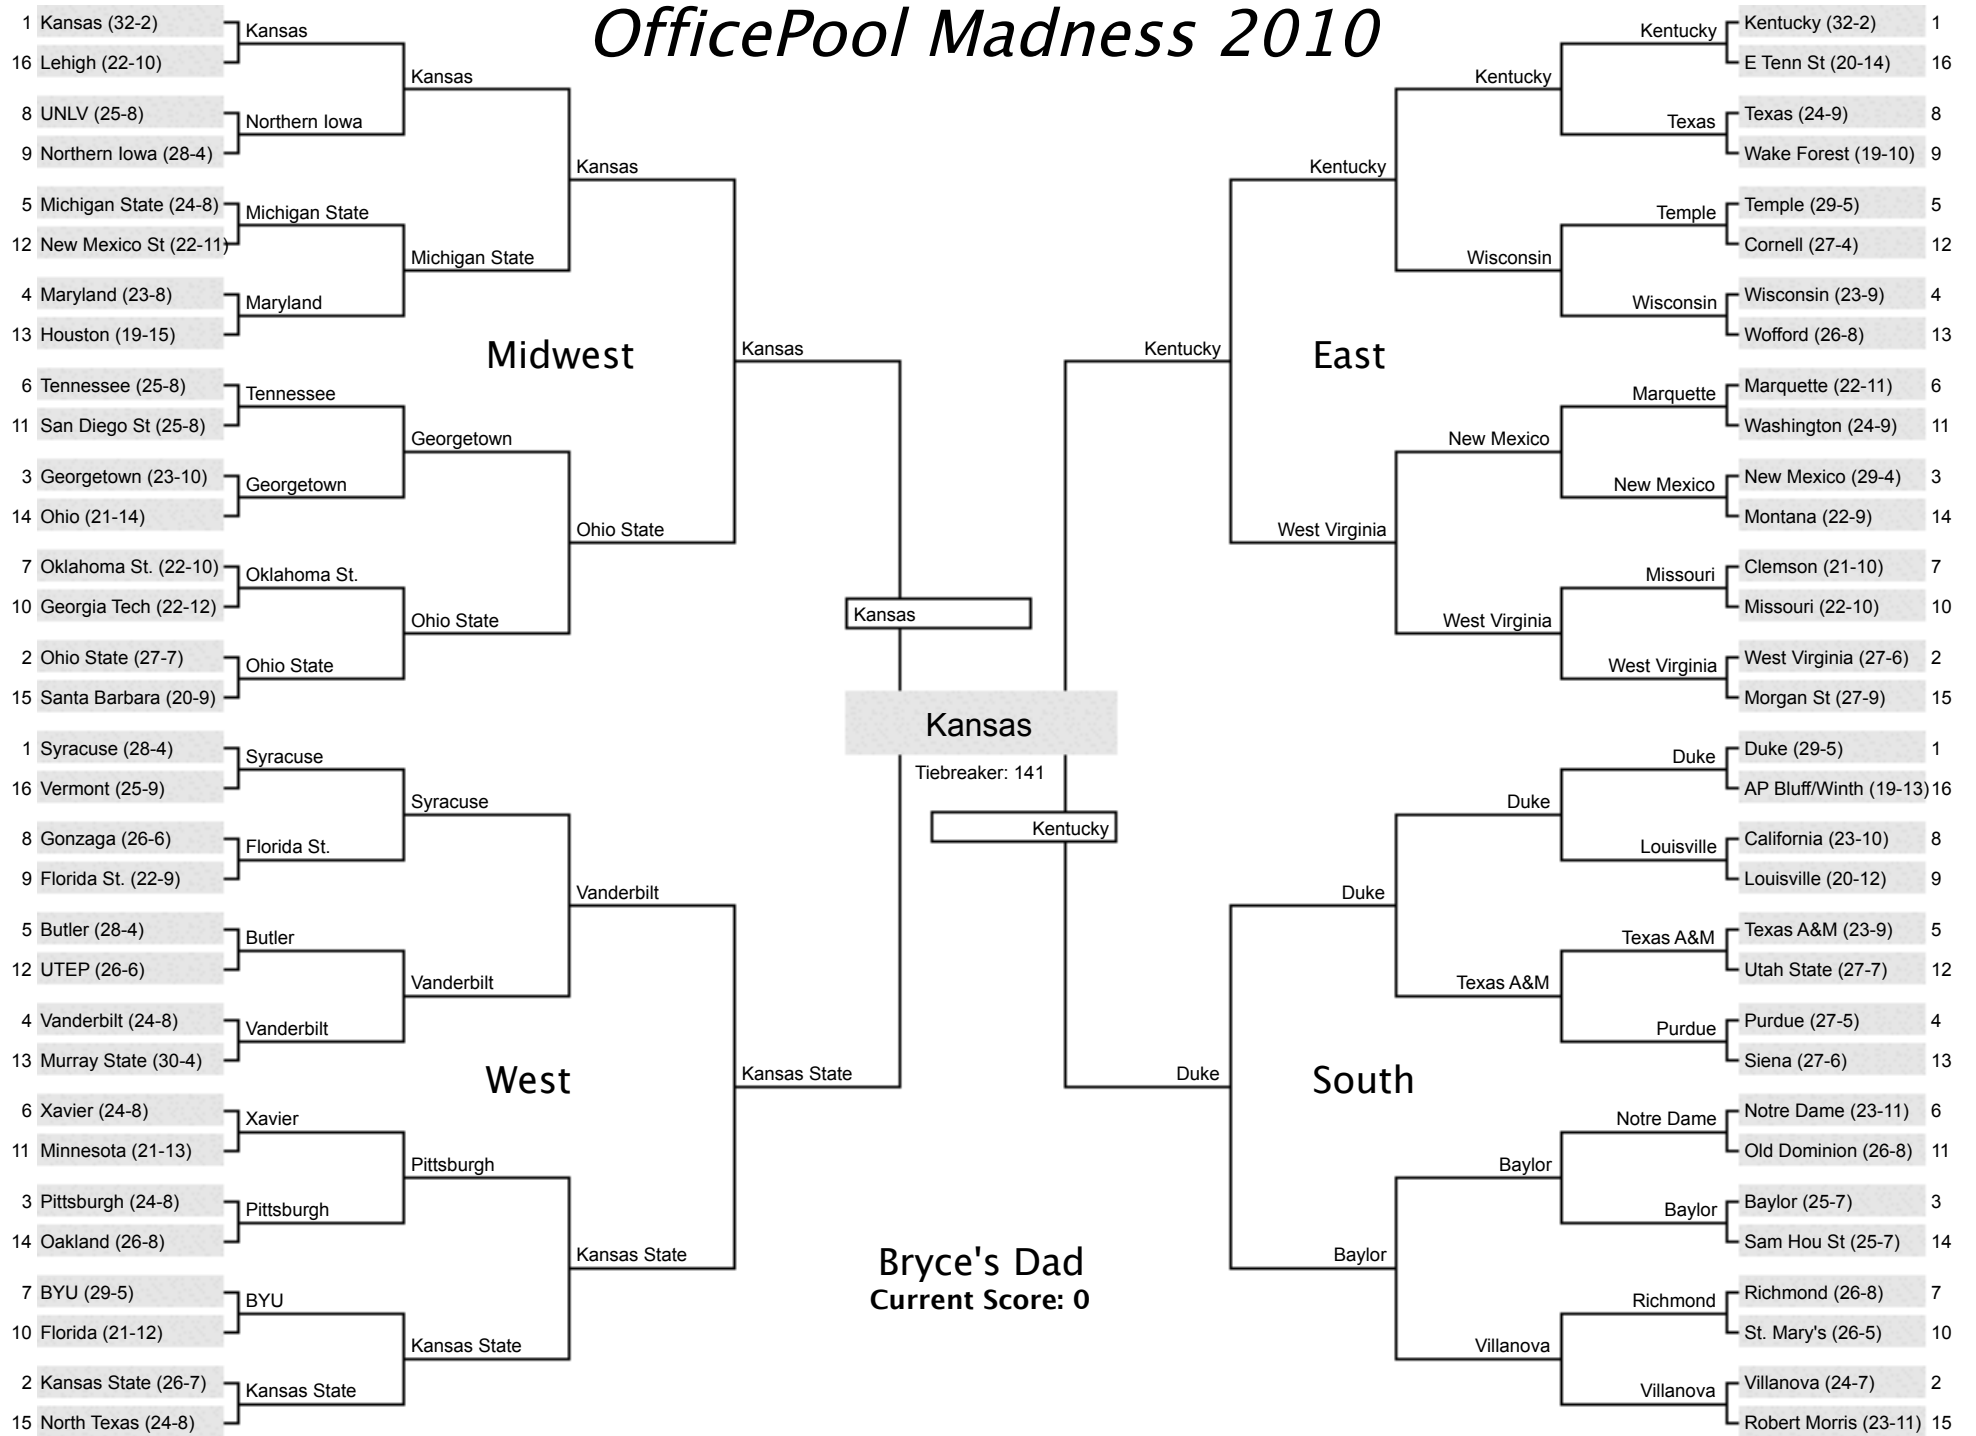 OfficePool Madness 2010
1 Kansas (32-2)
16 Lehigh (22-10)
8 UNLV (25-8)
9 Northern Iowa (28-4)
5 Michigan State (24-8)
12 New Mexico St (22-11)
4 Maryland (23-8)
13 Houston (19-15)
6 Tennessee (25-8)
11 San Diego St (25-8)
3 Georgetown (23-10)
14 Ohio (21-14)
7 Oklahoma St. (22-10)
10 Georgia Tech (22-12)
2 Ohio State (27-7)
15 Santa Barbara (20-9)
Kansas
Northern Iowa
Michigan State
Maryland
Tennessee
Georgetown
Oklahoma St.
Ohio State
Kansas
Michigan State
Georgetown
Ohio State
Kansas
Ohio State
Midwest
Kansas
1 Syracuse (28-4)
16 Vermont (25-9)
8 Gonzaga (26-6)
9 Florida St. (22-9)
5 Butler (28-4)
12 UTEP (26-6)
4 Vanderbilt (24-8)
13 Murray State (30-4)
6 Xavier (24-8)
11 Minnesota (21-13)
3 Pittsburgh (24-8)
14 Oakland (26-8)
7 BYU (29-5)
10 Florida (21-12)
2 Kansas State (26-7)
15 North Texas (24-8)
Syracuse
Florida St.
Butler
Vanderbilt
Xavier
Pittsburgh
BYU
Kansas State
Syracuse
Vanderbilt
Pittsburgh
Kansas State
Vanderbilt
Kansas State
West
Kansas State
Kansas
Kansas
Tiebreaker: 141
Kentucky
Bryce's Dad
Current Score: 0
Kentucky (32-2) 1
E Tenn St (20-14) 16
Texas (24-9) 8
Wake Forest (19-10) 9
Temple (29-5) 5
Cornell (27-4) 12
Wisconsin (23-9) 4
Wofford (26-8) 13
Marquette (22-11) 6
Washington (24-9) 11
New Mexico (29-4) 3
Montana (22-9) 14
Clemson (21-10) 7
Missouri (22-10) 10
West Virginia (27-6) 2
Morgan St (27-9) 15
Kentucky
Texas
Temple
Wisconsin
Marquette
New Mexico
Missouri
West Virginia
Kentucky
Wisconsin
New Mexico
West Virginia
Kentucky
West Virginia
East
Kentucky
Duke (29-5) 1
AP Bluff/Winth (19-13) 16
California (23-10) 8
Louisville (20-12) 9
Texas A&M (23-9) 5
Utah State (27-7) 12
Purdue (27-5) 4
Siena (27-6) 13
Notre Dame (23-11) 6
Old Dominion (26-8) 11
Baylor (25-7) 3
Sam Hou St (25-7) 14
Richmond (26-8) 7
St. Mary's (26-5) 10
Villanova (24-7) 2
Robert Morris (23-11) 15
Duke
Louisville
Texas A&M
Purdue
Notre Dame
Baylor
Richmond
Villanova
Duke
Texas A&M
Baylor
Villanova
Duke
Baylor
South
Duke